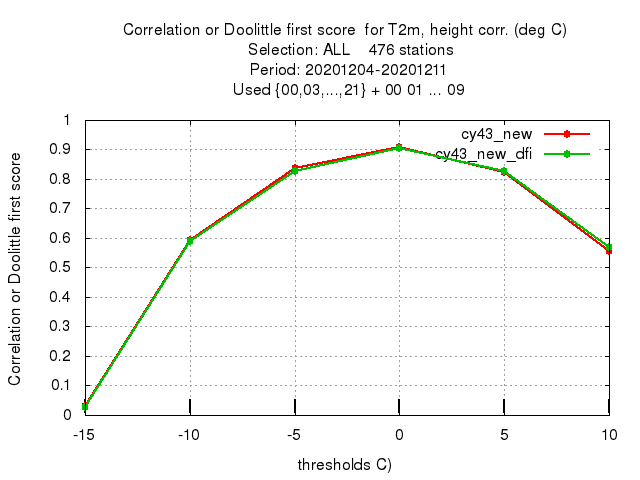 Correlation or Doolittle first score  for T2m, height corr. (deg C)
Selection: ALL    476 stations
Period: 20201204-20201211
Used {00,03,...,21} + 00 01 ... 09
cy43_new
cy43_new_dfi
Correlation or Doolittle first score
1
0.9
0.8
0.7
0.6
0.5
0.4
0.3
0.2
0.1
0
-15 -10 -5 0 5 10
thresholds C)